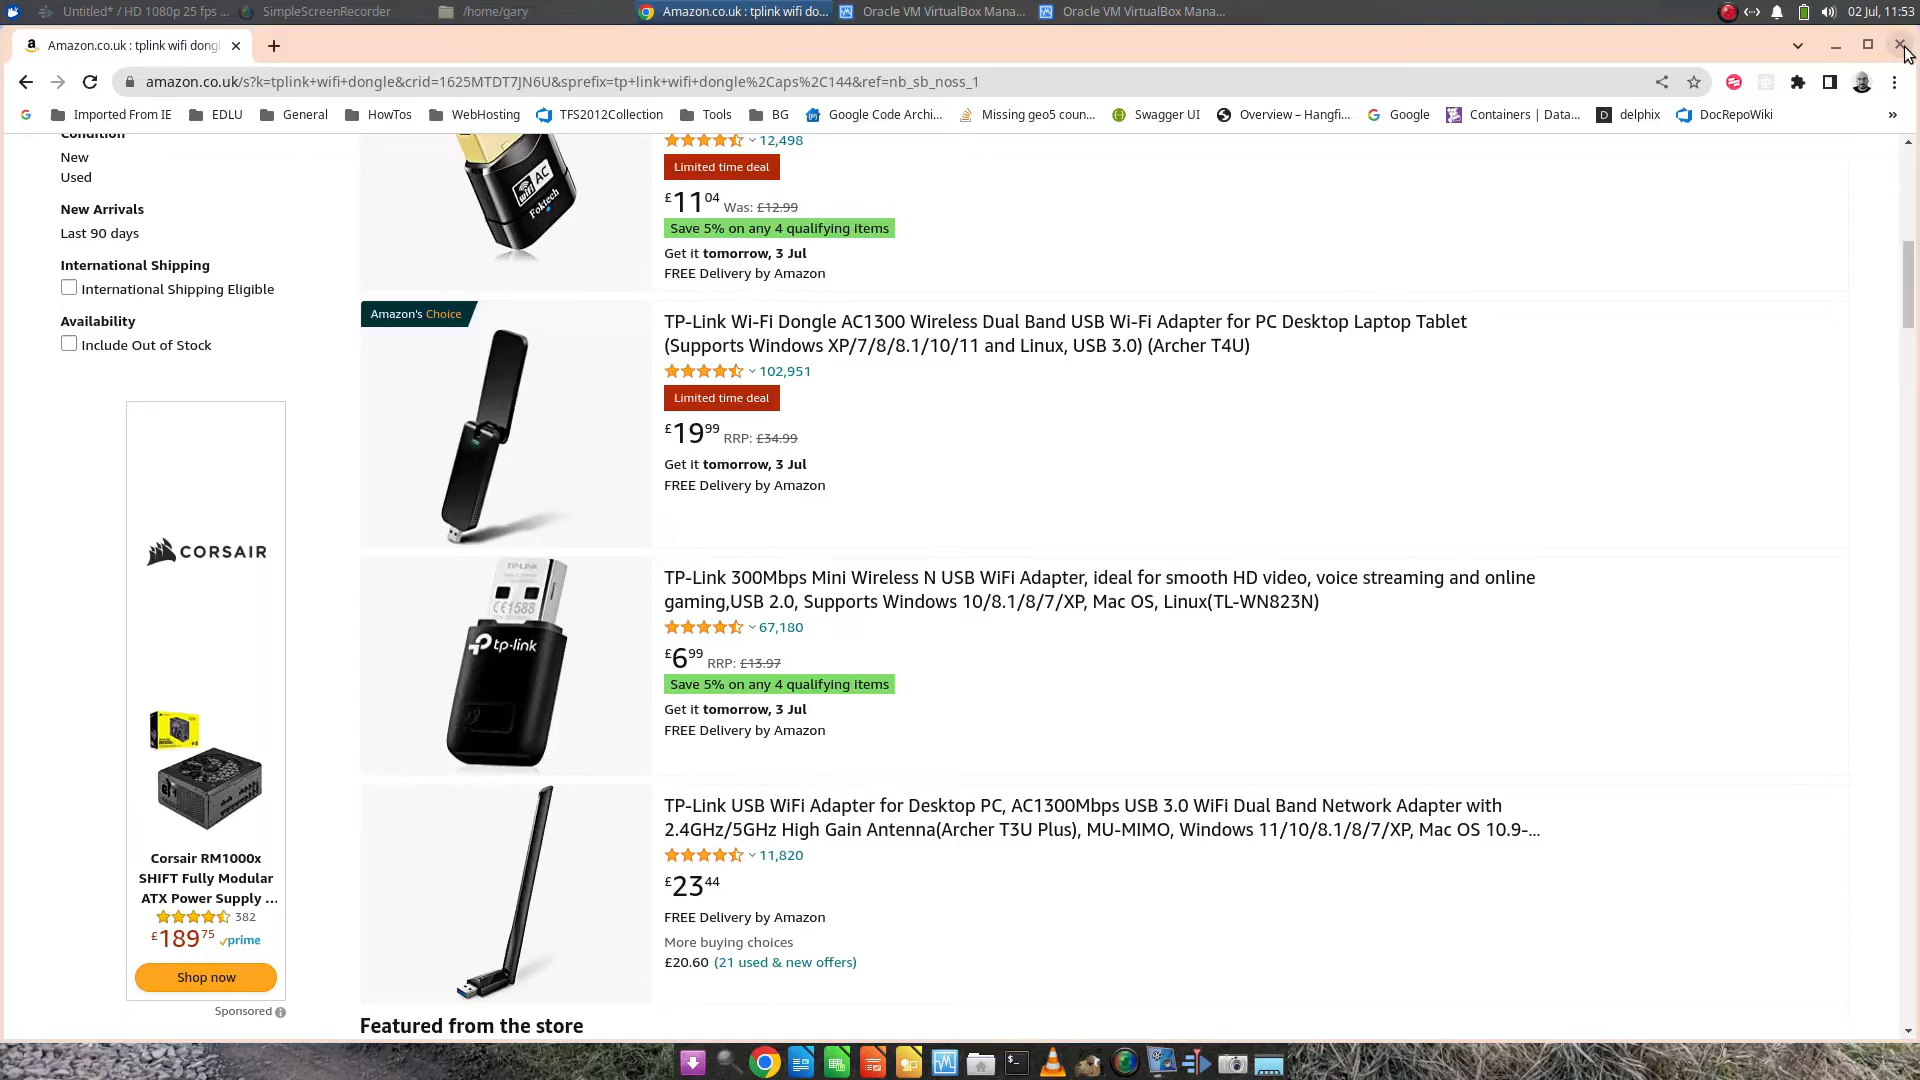 Untitled* / HD 1080p 25 fps ...
SimpleScreenRecorder
/home/gary
Amazon.co.uk : tplink wifi do...
Oracle VM VirtualBox Mana...
Oracle VM VirtualBox Mana...
02 Jul, 11:53
Amazon.co.uk : tplink wifi dongl
amazon.co.uk/s?k=tplink+wifi+dongle&crid=1625MTDT7JN6U&sprefix=tp+link+wifi+dongle%2Caps%2C144&ref=nb_sb_noss_1
Imported From IE
EDLU
General
HowTos
WebHosting
TFS2012Collection
Tools
BG
Google Code Archi...
Missing geo5 coun...
Swagger UI
Overview – Hangfi...
Google
Containers | Data...
delphix
DocRepoWiki
»
Condition
New
Used
New Arrivals
Last 90 days
International Shipping
International Shipping Eligible
Availability
Include Out of Stock
CORSAIR
Corsair RM1000x
SHIFT Fully Modular
ATX Power Supply ...
382
£189.75 prime
Shop now
Sponsored
wifi AC
Foktech
12,498
Limited time deal
£11.04 Was: £12.99
Save 5% on any 4 qualifying items
Get it tomorrow, 3 Jul
FREE Delivery by Amazon
Amazon's Choice
TP-Link Wi-Fi Dongle AC1300 Wireless Dual Band USB Wi-Fi Adapter for PC Desktop Laptop Tablet
(Supports Windows XP/7/8/8.1/10/11 and Linux, USB 3.0) (Archer T4U)
102,951
Limited time deal
£19.99 RRP: £34.99
Get it tomorrow, 3 Jul
FREE Delivery by Amazon
TP-LINK
CE1588
tp-link
TP-Link 300Mbps Mini Wireless N USB WiFi Adapter, ideal for smooth HD video, voice streaming and online
gaming,USB 2.0, Supports Windows 10/8.1/8/7/XP, Mac OS, Linux(TL-WN823N)
67,180
£6.99 RRP: £13.97
Save 5% on any 4 qualifying items
Get it tomorrow, 3 Jul
FREE Delivery by Amazon
TP-Link USB WiFi Adapter for Desktop PC, AC1300Mbps USB 3.0 WiFi Dual Band Network Adapter with
2.4GHz/5GHz High Gain Antenna(Archer T3U Plus), MU-MIMO, Windows 11/10/8.1/8/7/XP, Mac OS 10.9-...
11,820
£23.44
FREE Delivery by Amazon
More buying choices
£20.60 (21 used & new offers)
Featured from the store